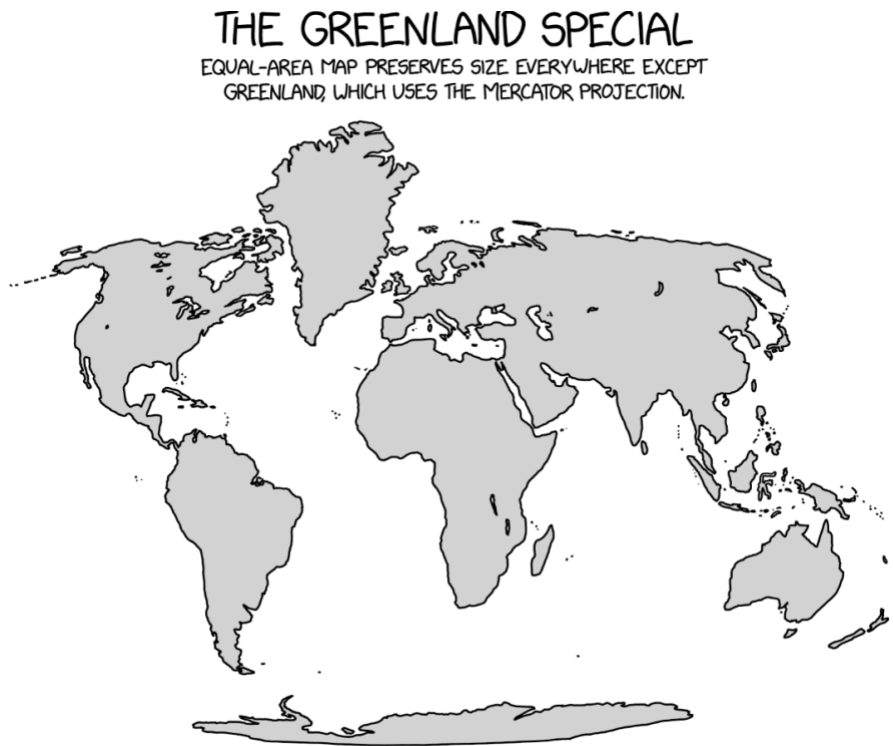 THE GREENLAND SPECIAL
EQUAL-AREA MAP PRESERVES SIZE EVERYWHERE EXCEPT
GREENLAND, WHICH USES THE MERCATOR PROJECTION.